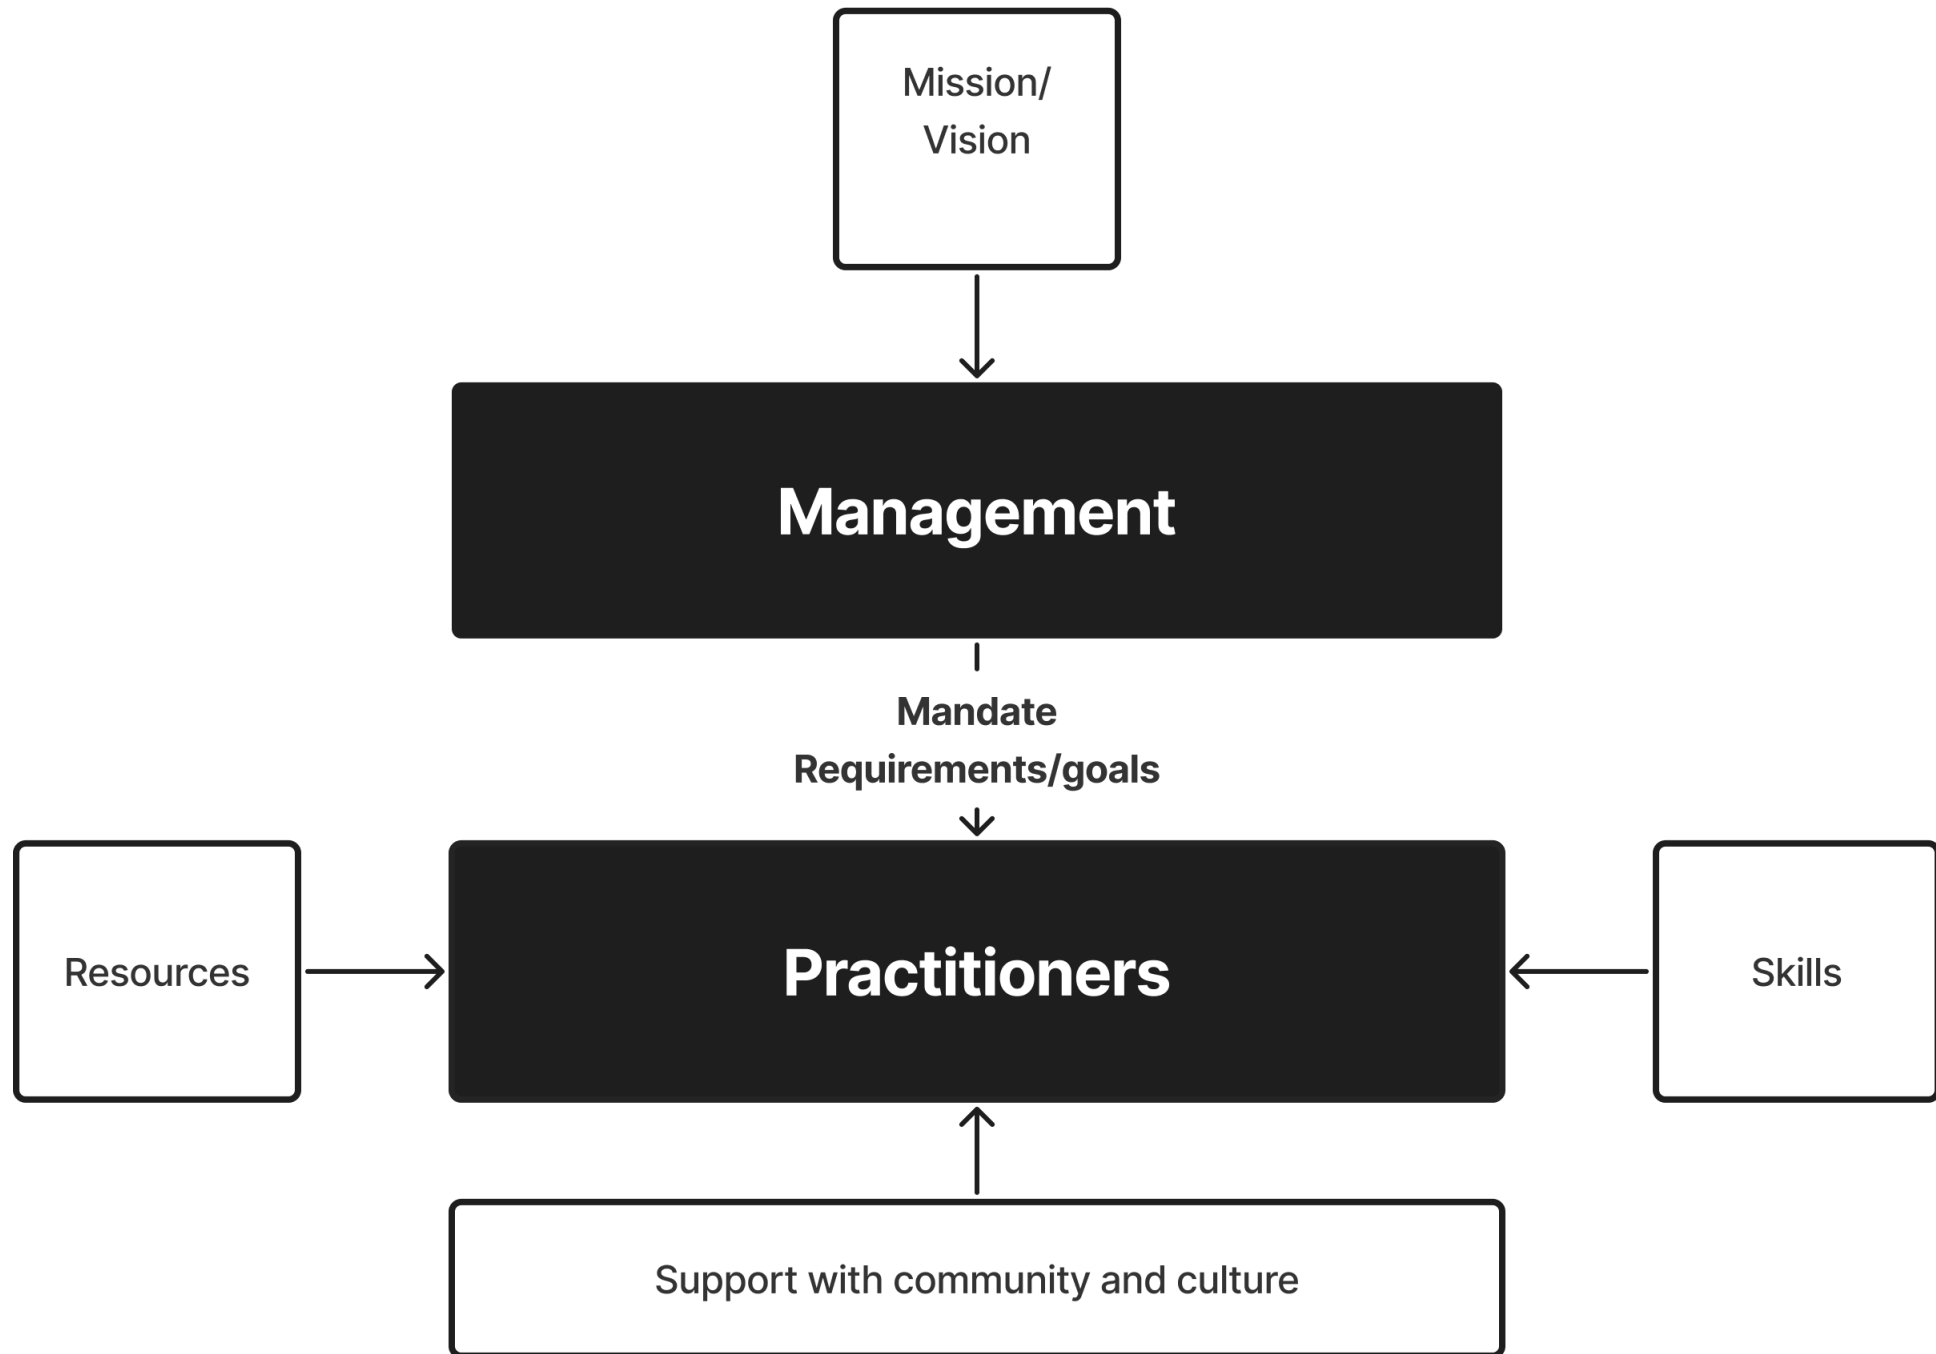 Mission/
Vision
Management
Mandate
Requirements/goals
Resources
Practitioners
Skills
Support with community and culture